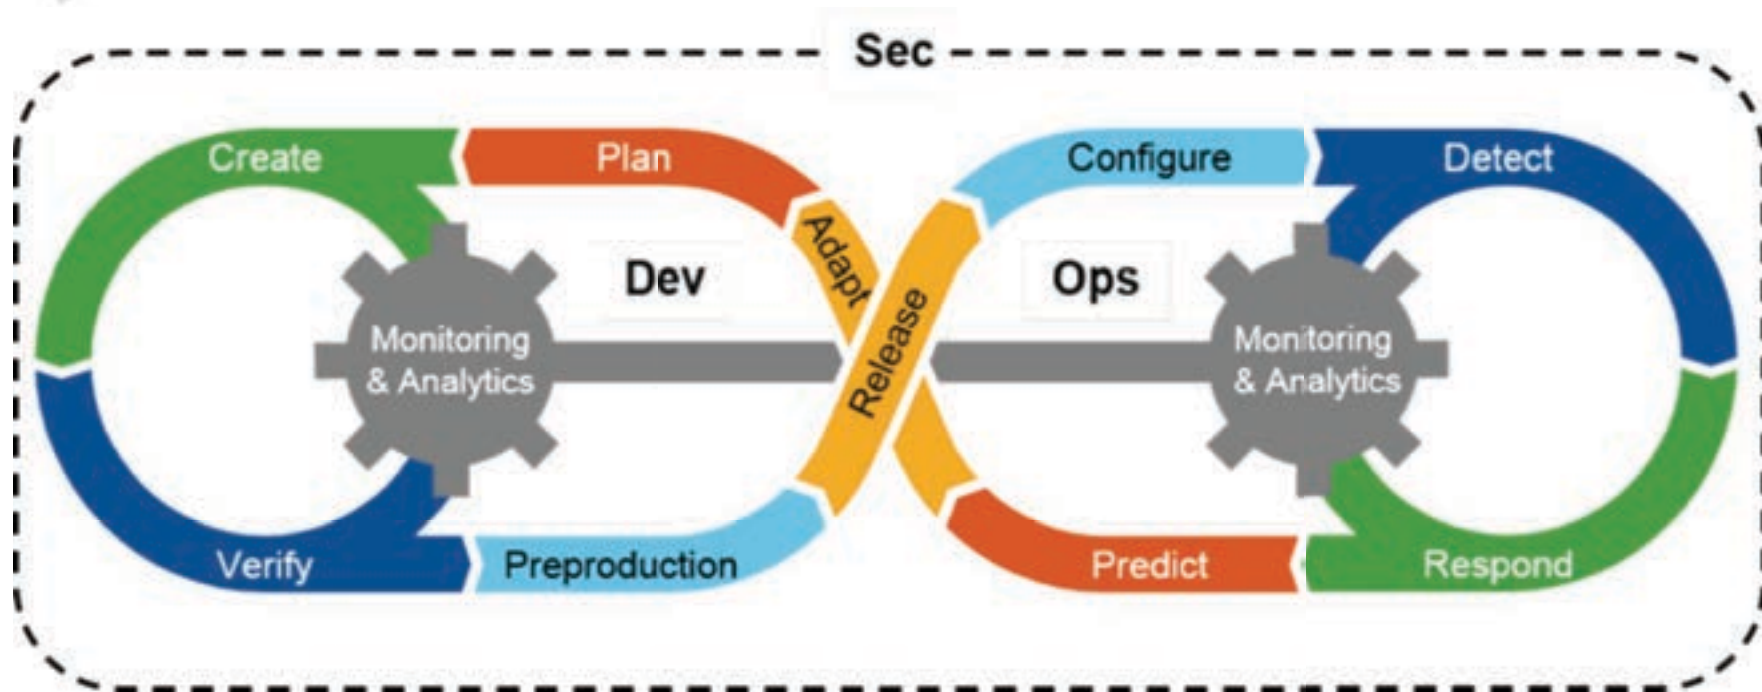 Sec
Create
Plan
Configure
Detect
Adapt
Dev
Ops
Release
Monitoring
& Analytics
Monitoring
& Analytics
Verify
Preproduction
Predict
Respond